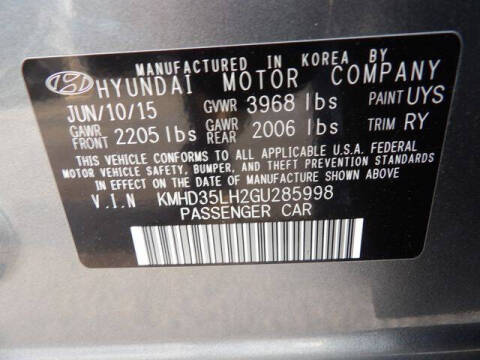 MANUFACTURED IN KOREA BY
HYUNDAI MOTOR COMPANY
JUN/10/15 GVWR 3968 lbs PAINT UYS
GAWR FRONT 2205 lbs GAWR REAR 2006 lbs TRIM RY
THIS VEHICLE CONFORMS TO ALL APPLICABLE U.S.A. FEDERAL
MOTOR VEHICLE SAFETY, BUMPER, AND THEFT PREVENTION STANDARDS
IN EFFECT ON THE DATE OF MANUFACTURE SHOWN ABOVE.
V.I.N KMHD35LH2GU285998
PASSENGER CAR